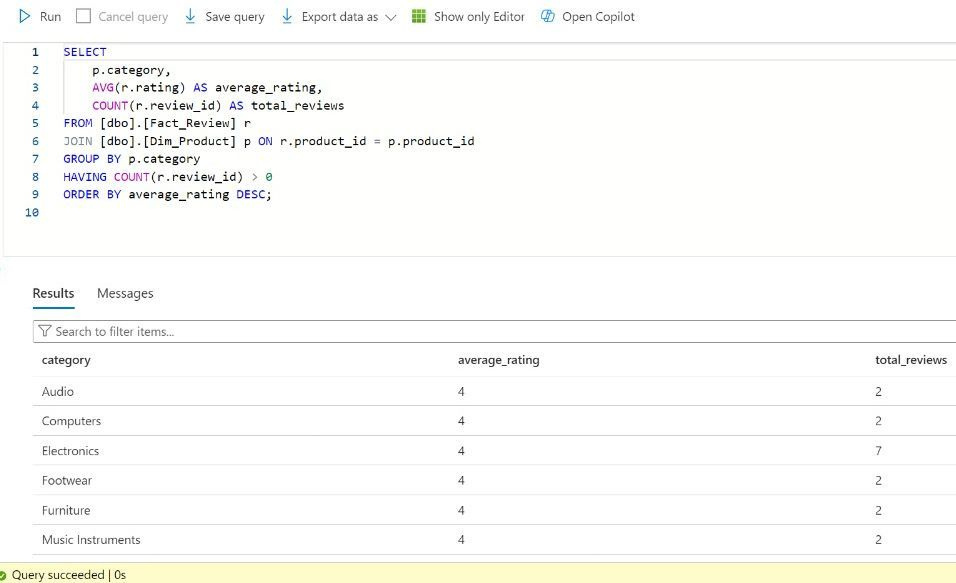 Run Cancel query Save query Export data as Show only Editor Open Copilot
1 SELECT
2 p.category,
3 AVG(r.rating) AS average_rating,
4 COUNT(r.review_id) AS total_reviews
5 FROM [dbo].[Fact_Review] r
6 JOIN [dbo].[Dim_Product] p ON r.product_id = p.product_id
7 GROUP BY p.category
8 HAVING COUNT(r.review_id) > 0
9 ORDER BY average_rating DESC;
10
Results Messages
Search to filter items...
category average_rating total_reviews
Audio 4 2
Computers 4 2
Electronics 4 7
Footwear 4 2
Furniture 4 2
Music Instruments 4 2
Query succeeded | 0s